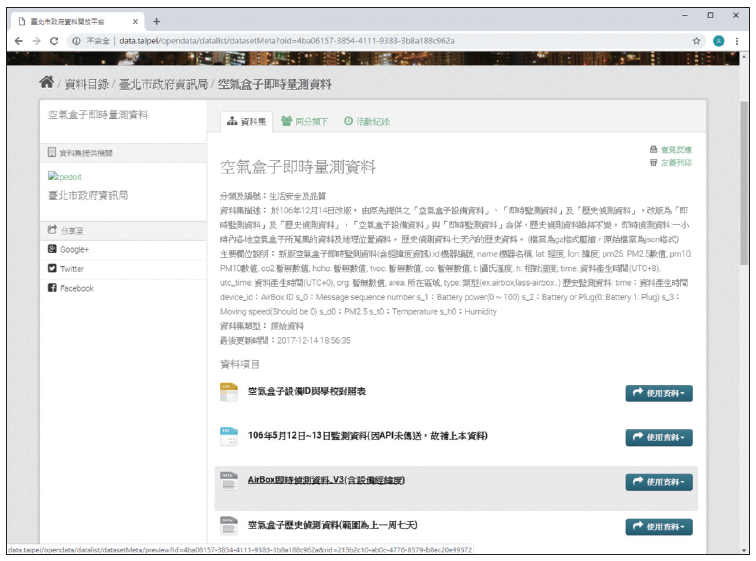 臺北市政府資料開放平台
不安全 | data.taipei/opendata/datalist/datasetMeta?oid=4ba06157-3854-4111-9383-3b8a188c962a
/ 資料目錄 / 臺北市政府資訊局 / 空氣盒子即時量測資料
空氣盒子即時量測資料
資料集提供機關
tpedoit
臺北市政府資訊局
分享至
Google+
Twitter
Facebook
資料集 同分類下 活動紀錄
意見反應
友善列印
空氣盒子即時量測資料
分類及編號：生活安全及品質
資料集描述： 於106年12月14日改版， 由原先提供之「空氣盒子設備資料」、「即時監測資料」及「歷史偵測資料」，改版為「即
時監測資料」及「歷史偵測資料」，「空氣盒子設備資料」與「即時監測資料」合併，歷史偵測資料維持不變。 即時偵測資料一小
時內各地空氣盒子所蒐集的資料及地理位置資料。 歷史偵測資料七天內的歷史資料。 (檔案為gz格式壓縮，原始檔案為json格式)
主要欄位說明： 新版空氣盒子即時監測資料(含經緯度資訊):id:機器編號, name:機器名稱, lat: 經度, lon: 緯度, pm25: PM2.5數值, pm10:
PM10數值, co2:暫無數值, hcho: 暫無數值, tvoc: 暫無數值, co: 暫無數值, t: 攝氏溫度, h: 相對溼度, time: 資料產生時間(UTC+8),
utc_time: 資料產生時間(UTC+0), org: 暫無數值, area: 所在區域, type: 類型(ex.airbox,lass-airbox..) 歷史監測資料: time：資料產生時間
device_id： AirBox ID s_0：Message sequence number s_1：Battery power(0 ~ 100) s_2：Battery or Plug(0: Battery 1: Plug) s_3：
Moving speed(Should be 0) s_d0：PM2.5 s_t0：Temperature s_h0：Humidity
資料集類型： 原始資料
最後更新時間：2017-12-14 18:56:35
資料項目
空氣盒子設備ID與學校對照表
使用資料
106年5月12日~13日監測資料(因API未傳送，故補上本資料)
使用資料
AirBox即時偵測資料_V3(含設備經緯度)
使用資料
空氣盒子歷史偵測資料(範圍為上一周七天)
使用資料
data.taipei/opendata/datalist/datasetMeta/preview?id=4ba06157-3854-4111-9383-3b8a188c962a&rid=215b2c10-ab0c-4776-8579-b8ec20e99572